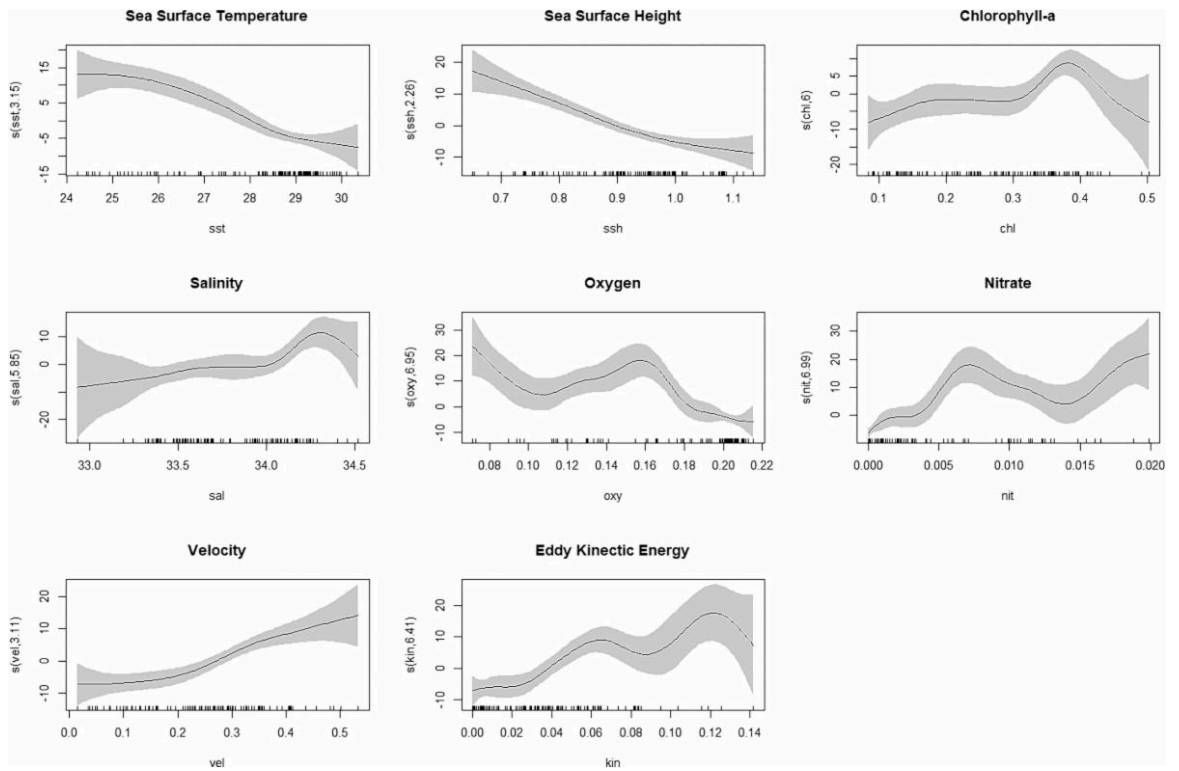 Sea Surface Temperature
s(sst,3.15)
15
5
-5
-15
24 25 26 27 28 29 30
sst
Sea Surface Height
s(ssh,2.26)
20
10
0
-10
0.7 0.8 0.9 1.0 1.1
ssh
Chlorophyll-a
s(chl,6)
5
0
-10
-20
0.1 0.2 0.3 0.4 0.5
chl
Salinity
s(sal,5.85)
10
0
-20
33.0 33.5 34.0 34.5
sal
Oxygen
s(oxy,6.95)
30
20
10
0
-10
0.08 0.10 0.12 0.14 0.16 0.18 0.20 0.22
oxy
Nitrate
s(nit,6.99)
30
20
10
0
0.000 0.005 0.010 0.015 0.020
nit
Velocity
s(vel,3.11)
20
10
0
-10
0.0 0.1 0.2 0.3 0.4 0.5
vel
Eddy Kinectic Energy
s(kin,6.41)
20
10
0
-10
0.00 0.02 0.04 0.06 0.08 0.10 0.12 0.14
kin